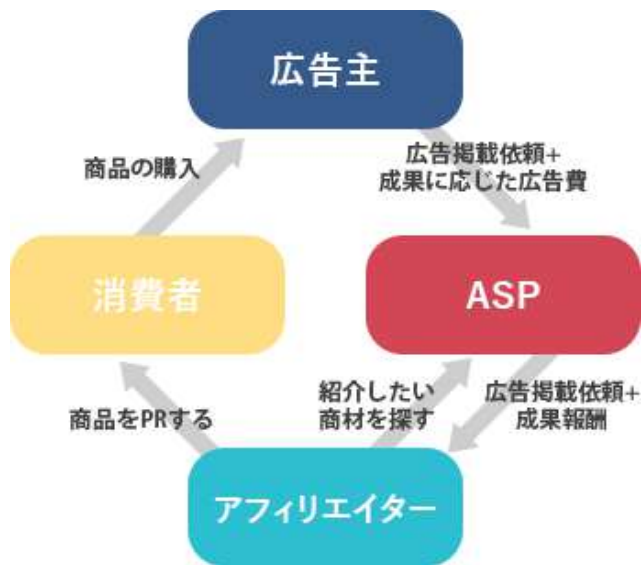 広告主
商品の購入
広告掲載依頼+
成果に応じた広告費
消費者
ASP
商品をPRする
紹介したい
商材を探す
広告掲載依頼+
成果報酬
アフィリエイター